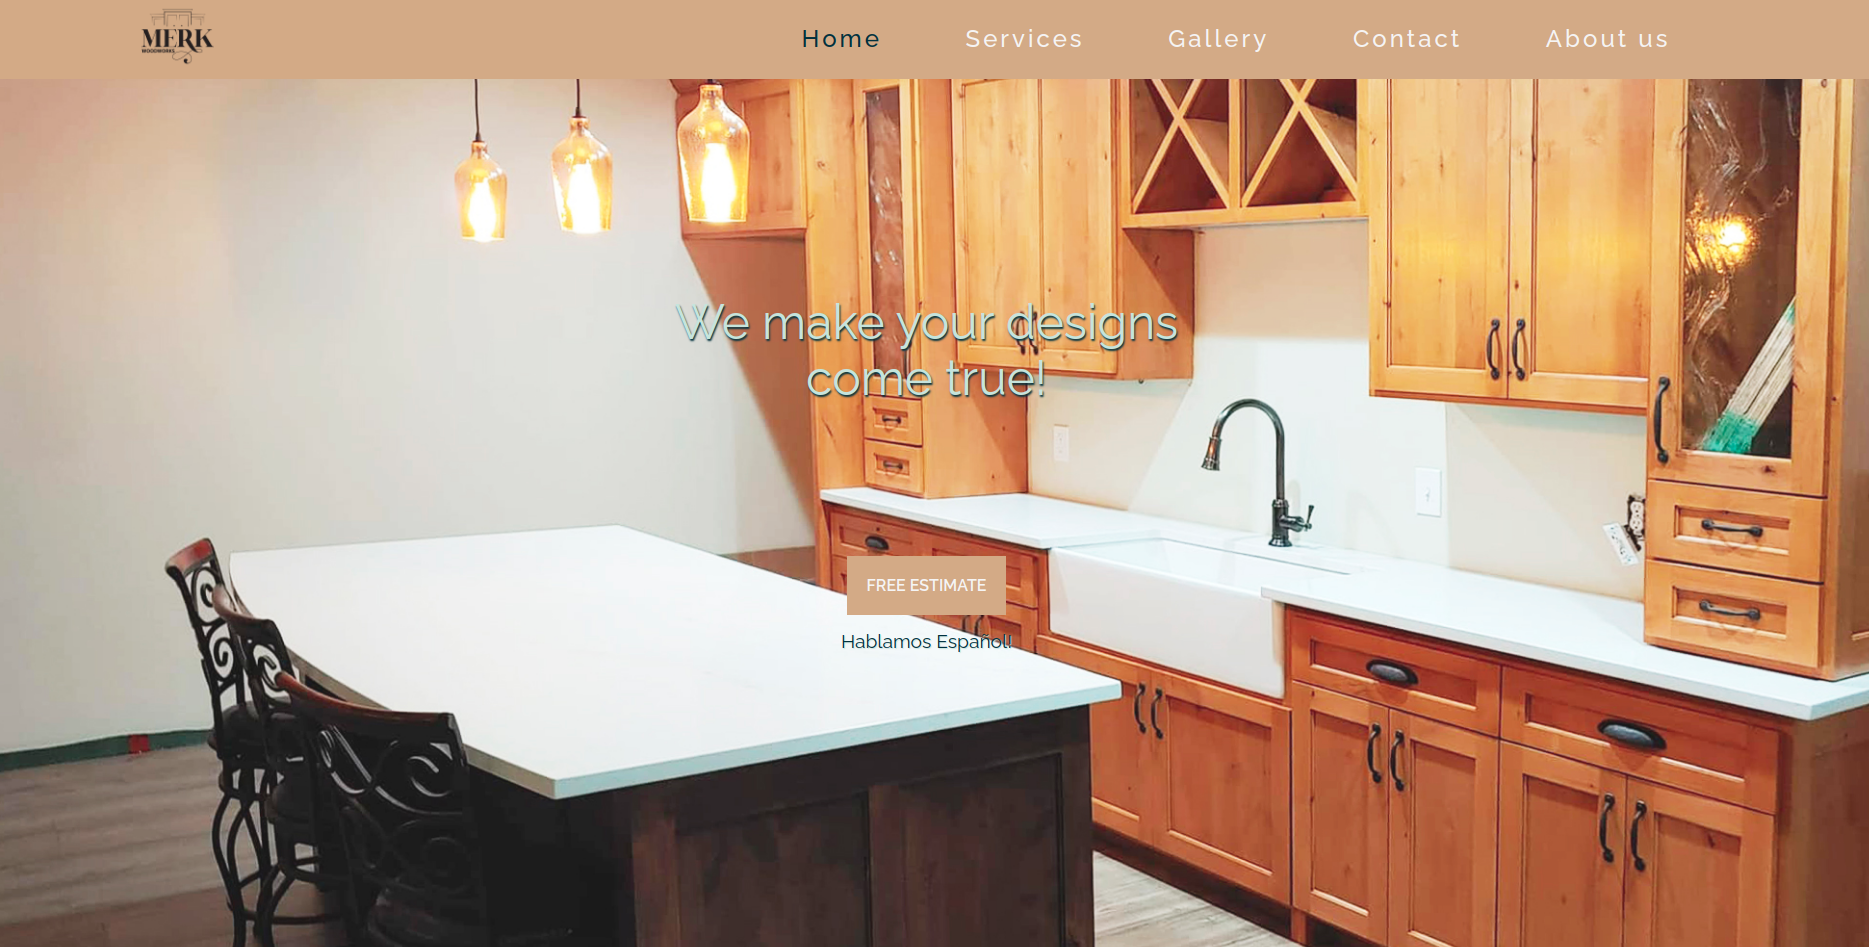 MERK
WOODWORKS
Home
Services
Gallery
Contact
About us
We make your designs
come true!
FREE ESTIMATE
Hablamos Español!